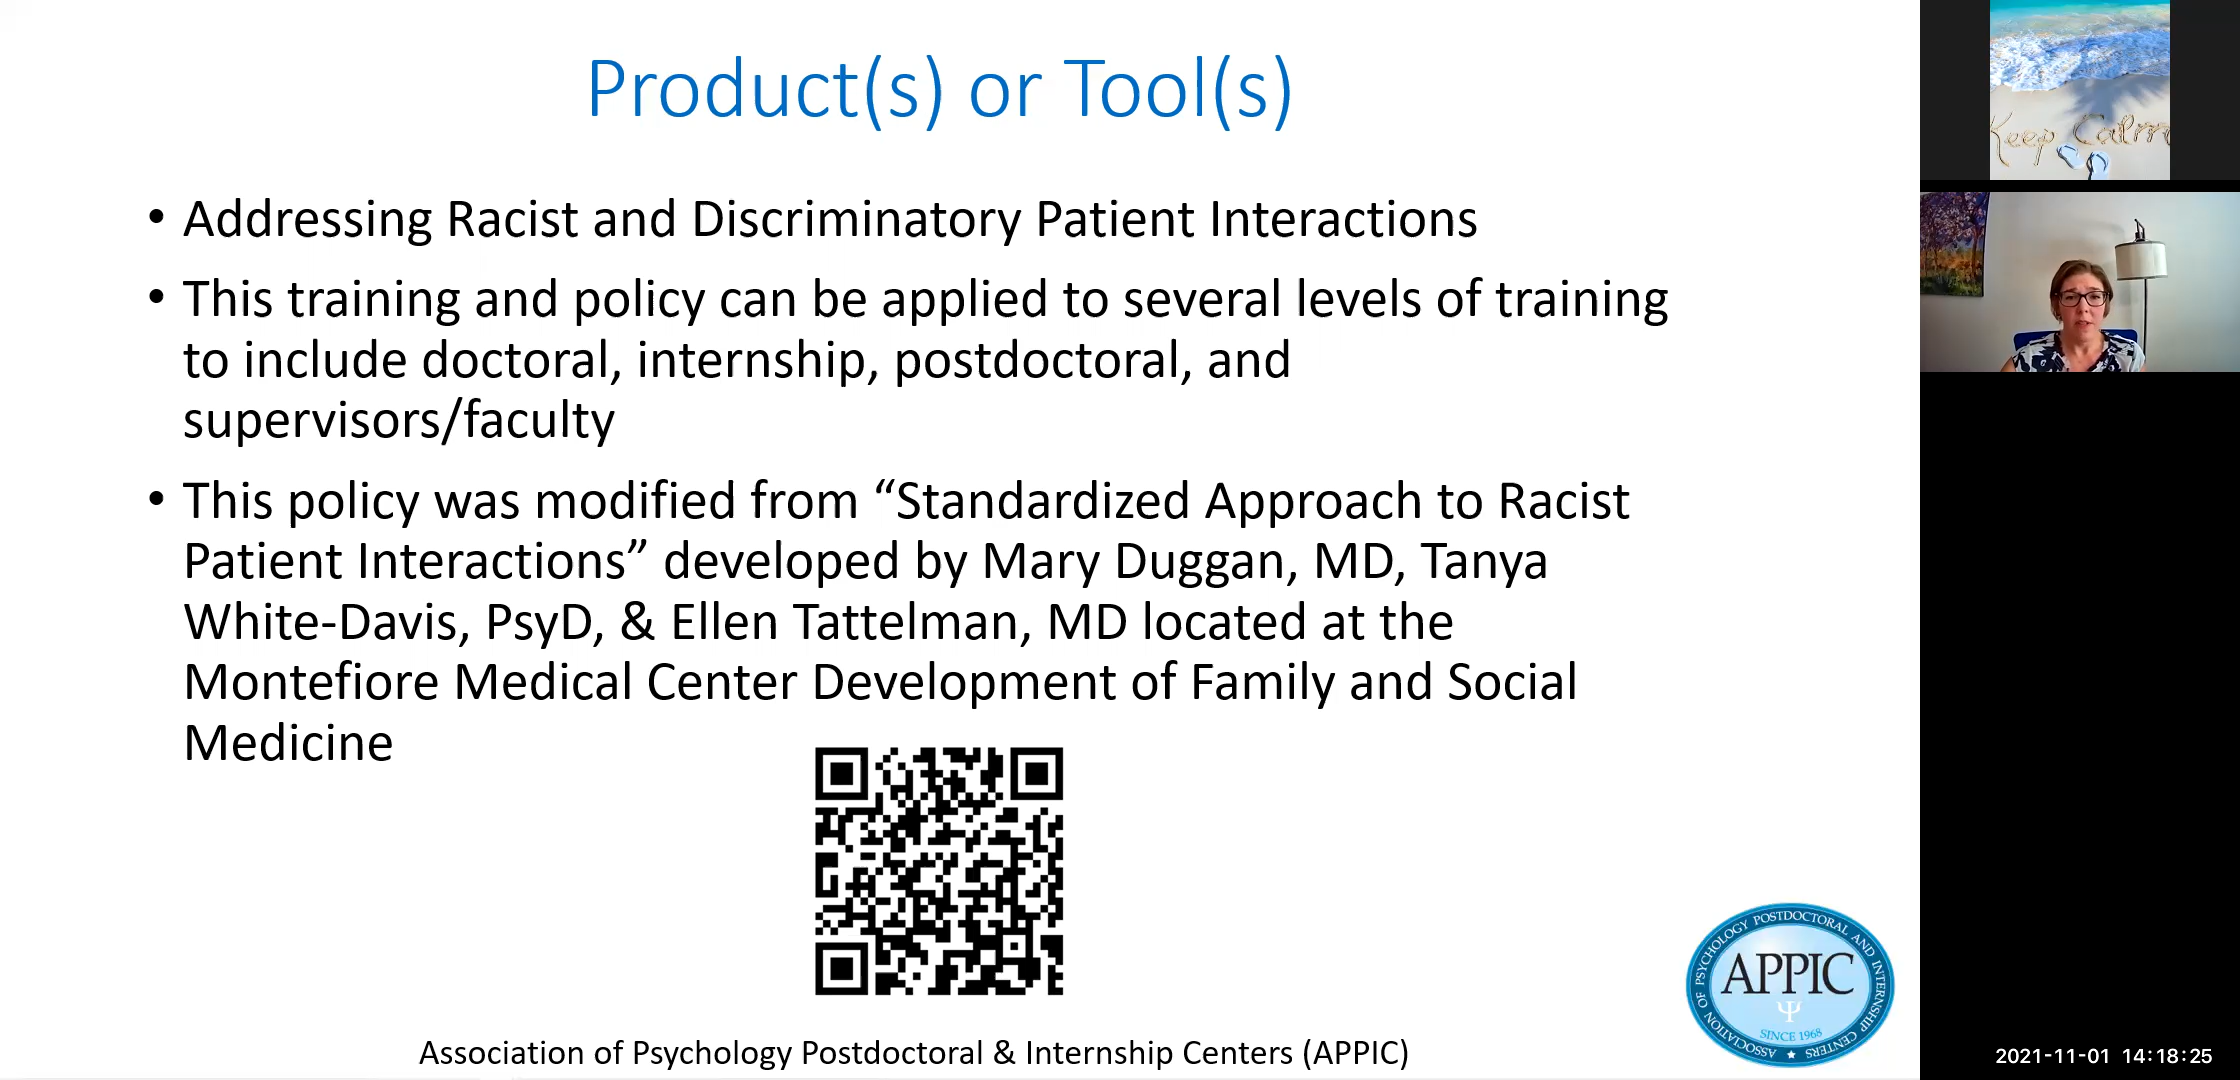 Product(s) or Tool(s)
• Addressing Racist and Discriminatory Patient Interactions
• This training and policy can be applied to several levels of training
to include doctoral, internship, postdoctoral, and
supervisors/faculty
• This policy was modified from “Standardized Approach to Racist
Patient Interactions” developed by Mary Duggan, MD, Tanya
White-Davis, PsyD, & Ellen Tattelman, MD located at the
Montefiore Medical Center Development of Family and Social
Medicine
Association of Psychology Postdoctoral & Internship Centers (APPIC)
ASSOCIATION OF PSYCHOLOGY POSTDOCTORAL AND INTERNSHIP CENTERS ★
APPIC
Ψ
SINCE 1968
Keep Calm
2021-11-01 14:18:25